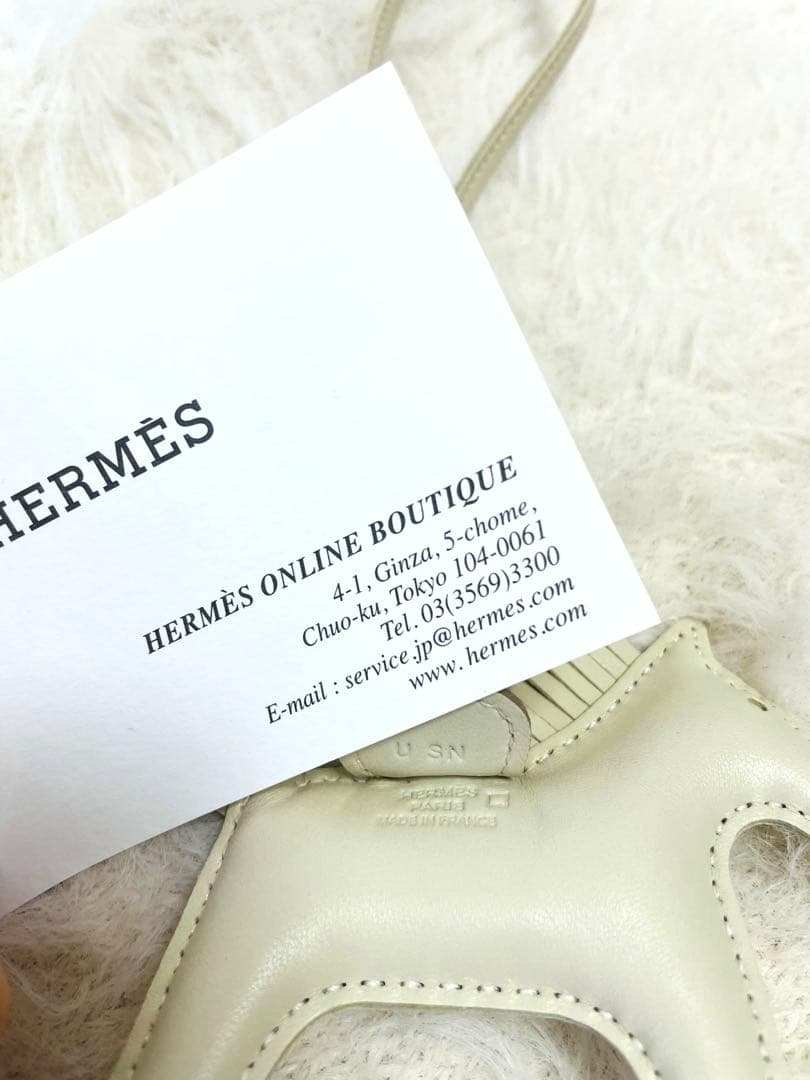 HERMÈS
HERMÈS ONLINE BOUTIQUE
4-1, Ginza, 5-chome,
Chuo-ku, Tokyo 104-0061
Tel. 03(3569)3300
E-mail : service.jp@hermes.com
www.hermes.com
U SN
HERMES
PARIS
MADE IN FRANCE